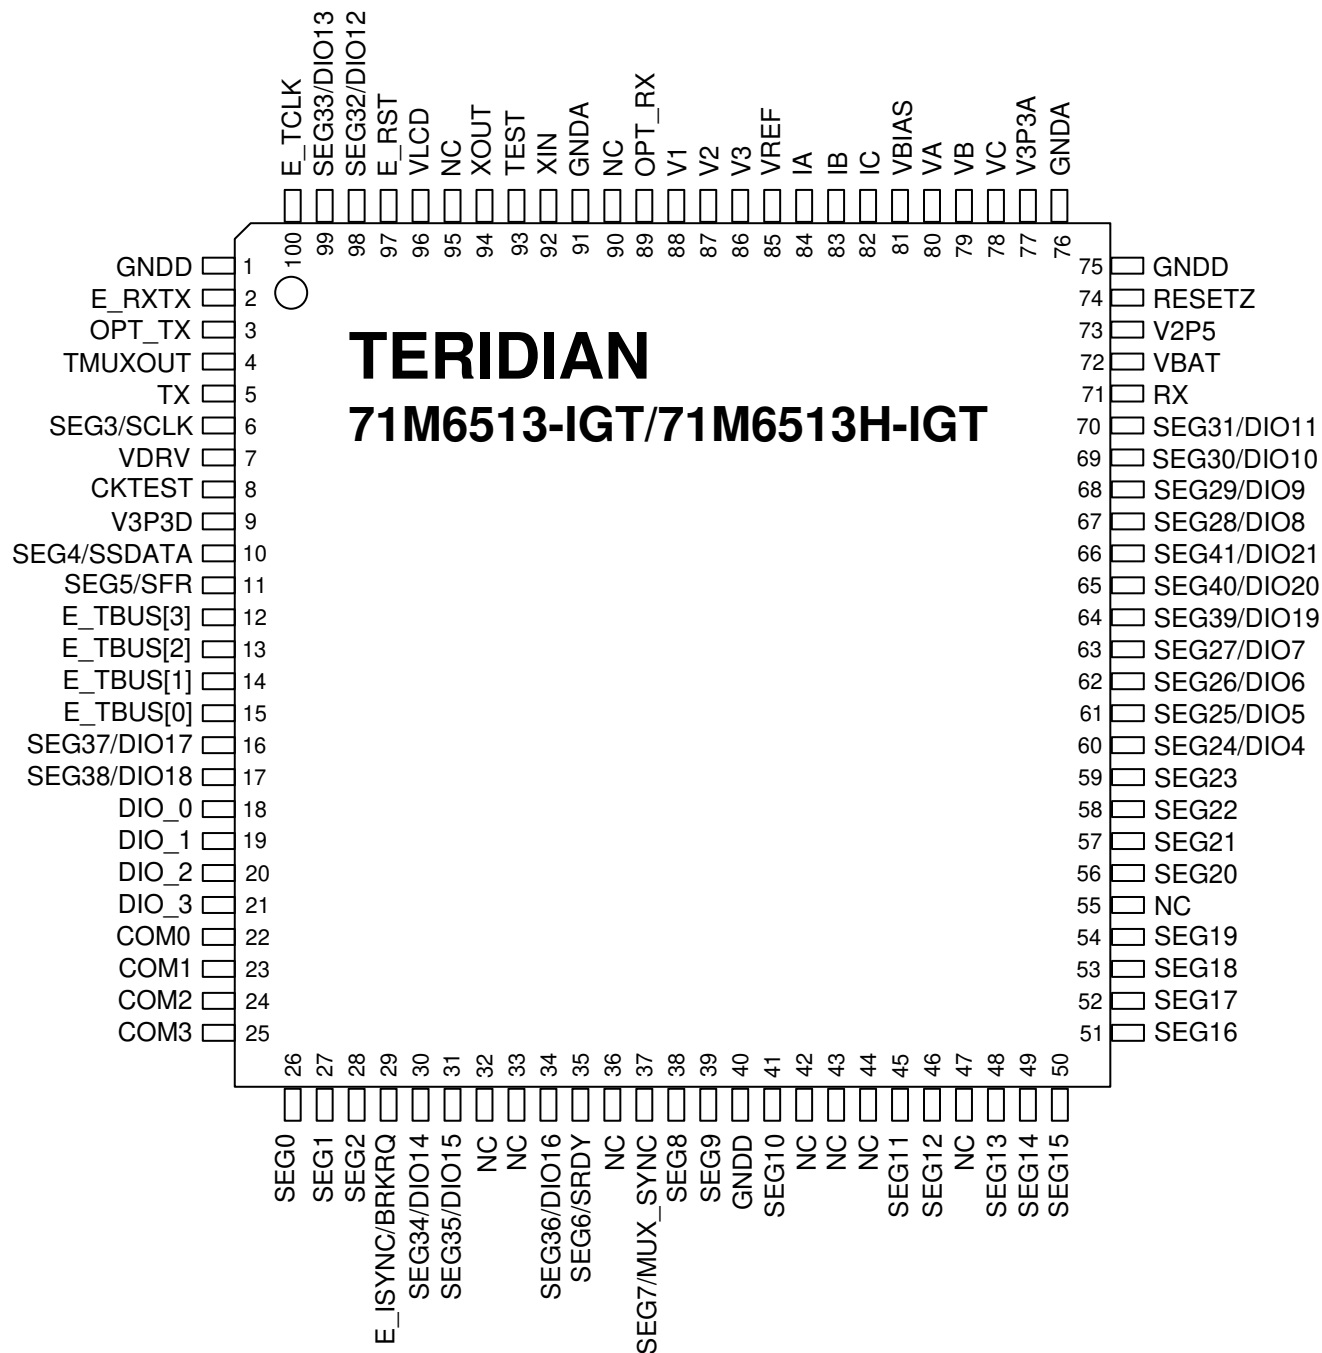 E_TCLK
SEG33/DIO13
SEG32/DIO12
E_RST
VLCD
NC
XOUT
TEST
XIN
GNDA
NC
OPT_RX
V1
V2
V3
VREF
IA
IB
IC
VBIAS
VA
VB
VC
V3P3A
GNDA
100
99
98
97
96
95
94
93
92
91
90
89
88
87
86
85
84
83
82
81
80
79
78
77
76
GNDD 1
E_RXTX 2
OPT_TX 3
TMUXOUT 4
TX 5
SEG3/SCLK 6
VDRV 7
CKTEST 8
V3P3D 9
SEG4/SSDATA 10
SEG5/SFR 11
E_TBUS[3] 12
E_TBUS[2] 13
E_TBUS[1] 14
E_TBUS[0] 15
SEG37/DIO17 16
SEG38/DIO18 17
DIO_0 18
DIO_1 19
DIO_2 20
DIO_3 21
COM0 22
COM1 23
COM2 24
COM3 25
TERIDIAN
71M6513-IGT/71M6513H-IGT
75 GNDD
74 RESETZ
73 V2P5
72 VBAT
71 RX
70 SEG31/DIO11
69 SEG30/DIO10
68 SEG29/DIO9
67 SEG28/DIO8
66 SEG41/DIO21
65 SEG40/DIO20
64 SEG39/DIO19
63 SEG27/DIO7
62 SEG26/DIO6
61 SEG25/DIO5
60 SEG24/DIO4
59 SEG23
58 SEG22
57 SEG21
56 SEG20
55 NC
54 SEG19
53 SEG18
52 SEG17
51 SEG16
26
27
28
29
30
31
32
33
34
35
36
37
38
39
40
41
42
43
44
45
46
47
48
49
50
SEG0
SEG1
SEG2
E_ISYNC/BRKRQ
SEG34/DIO14
SEG35/DIO15
NC
NC
SEG36/DIO16
SEG6/SRDY
NC
SEG7/MUX_SYNC
SEG8
SEG9
GNDD
SEG10
NC
NC
NC
SEG11
SEG12
NC
SEG13
SEG14
SEG15